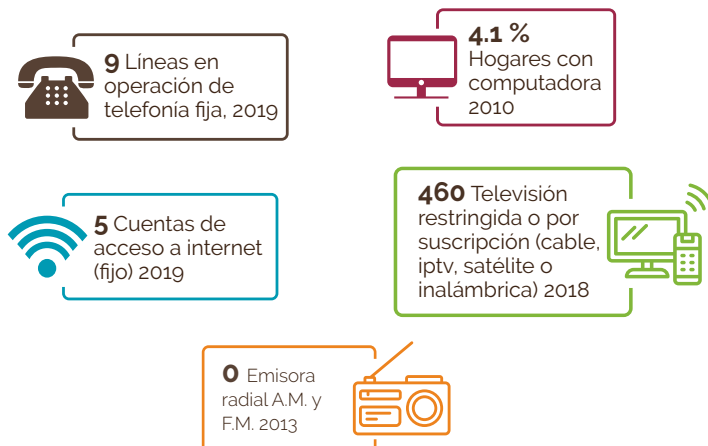 9 Líneas en
operación de
telefonía fija, 2019
4.1 %
Hogares con
computadora
2010
5 Cuentas de
acceso a internet
(fijo) 2019
460 Televisión
restringida o por
suscripción (cable,
iptv, satélite o
inalámbrica) 2018
0 Emisora
radial A.M. y
F.M. 2013